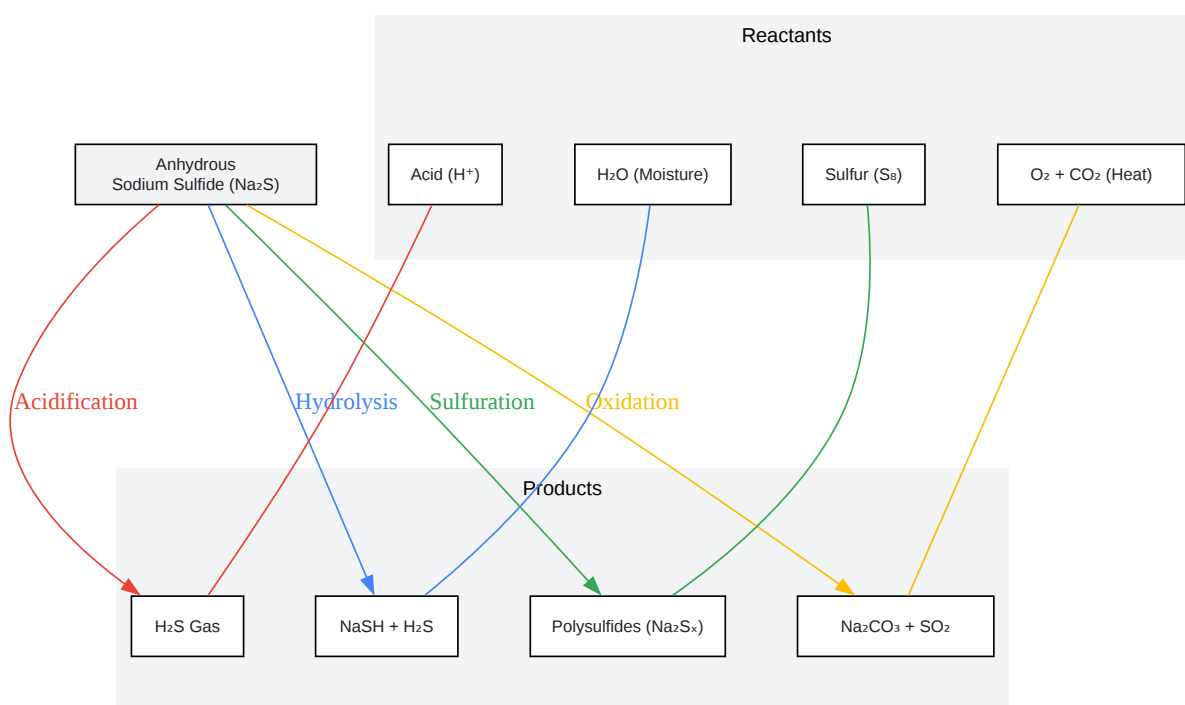 Reactants
Anhydrous
Sodium Sulfide (Na₂S)
Acid (H⁺)
H₂O (Moisture)
Sulfur (S₈)
O₂ + CO₂ (Heat)
Acidification
Hydrolysis
Sulfuration
Oxidation
Products
H₂S Gas
NaSH + H₂S
Polysulfides (Na₂Sₓ)
Na₂CO₃ + SO₂